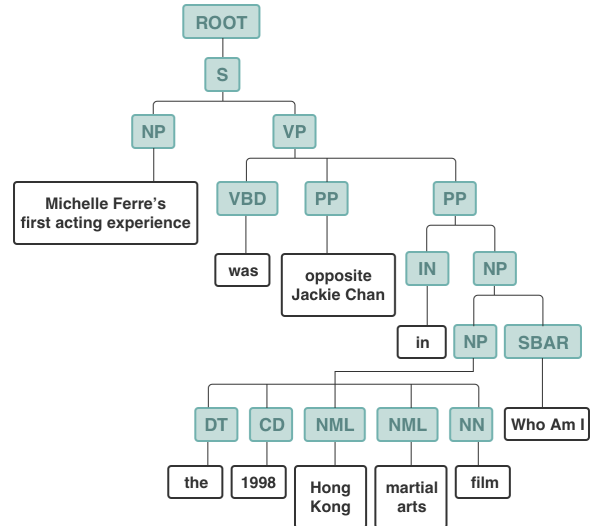 ROOT
S
NP VP
Michelle Ferre's
first acting experience
VBD PP PP
was
opposite
Jackie Chan
IN NP
in
NP SBAR
DT CD NML NML NN
Who Am I
the 1998
Hong
Kong
martial
arts
film